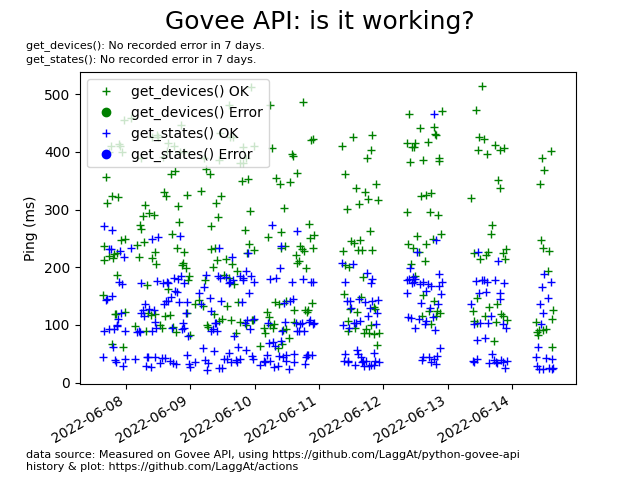 Govee API: is it working?
get_devices(): No recorded error in 7 days.
get_states(): No recorded error in 7 days.
get_devices() OK
get_devices() Error
get_states() OK
get_states() Error
Ping (ms)
500
400
300
200
100
0
2022-06-08
2022-06-09
2022-06-10
2022-06-11
2022-06-12
2022-06-13
2022-06-14
data source: Measured on Govee API, using https://github.com/LaggAt/python-govee-api
history & plot: https://github.com/LaggAt/actions